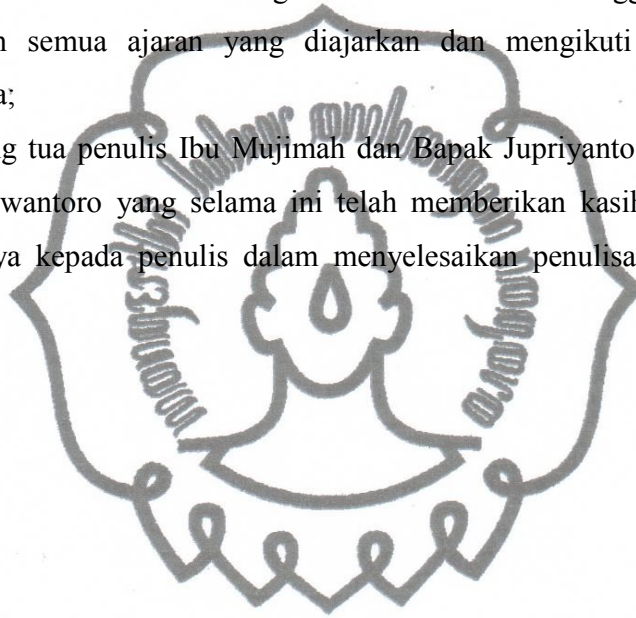 n semua ajaran yang diajarkan dan mengikuti
a;
g tua penulis Ibu Mujimah dan Bapak Jupriyanto
wantoro yang selama ini telah memberikan kasih
ya kepada penulis dalam menyelesaikan penulisa